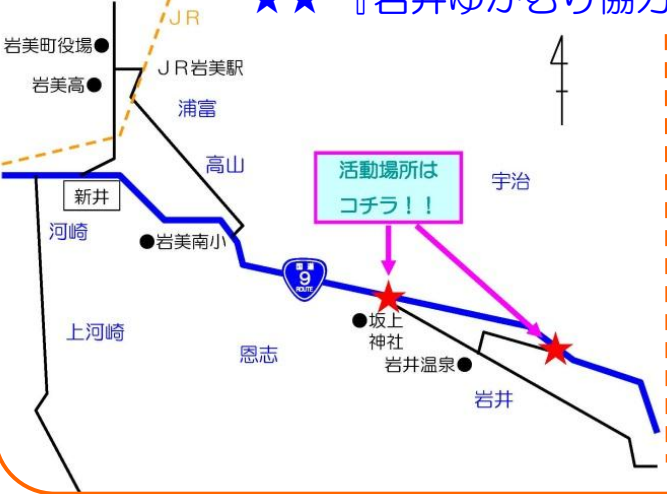 ★★『岩井ゆかむり協力
JR
岩美町役場●
JR岩美駅
岩美高●
浦富
高山
活動場所は
コチラ！！
宇治
新井
河崎
●岩美南小
国道
9
ROUTE
●坂上
神社
上河崎
恩志
岩井温泉●
岩井